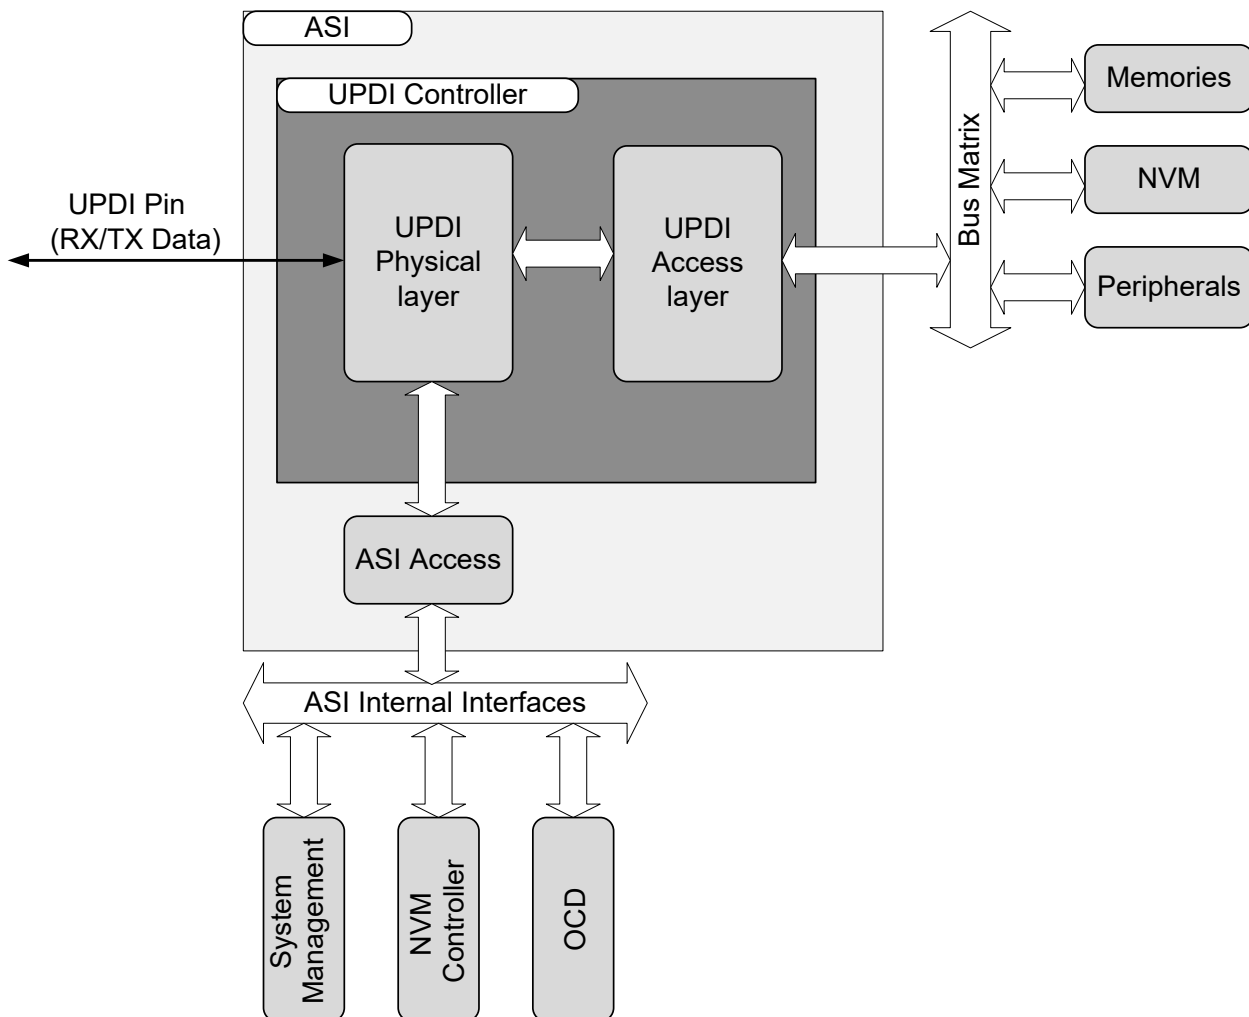 ASI
UPDI Controller
UPDI Pin
(RX/TX Data)
UPDI
Physical
layer
UPDI
Access
layer
Bus Matrix
Memories
NVM
Peripherals
ASI Access
ASI Internal Interfaces
System
Management
NVM
Controller
OCD